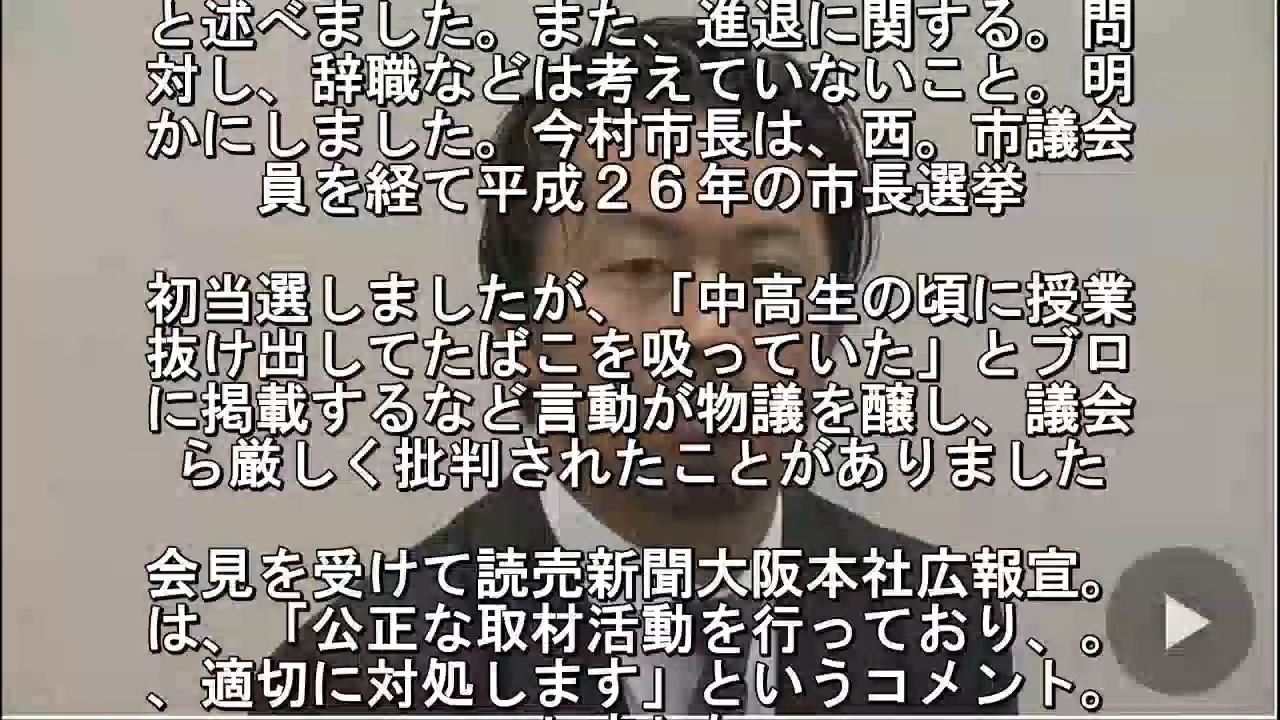 と述べました。また、進退に関する。問
対し、辞職などは考えていないこと。明
かにしました。今村市長は、西。市議会
員を経て平成２６年の市長選挙
初当選しましたが、「中高生の頃に授業
抜け出してたばこを吸っていた」とブロ
に掲載するなど言動が物議を醸し、議会
ら厳しく批判されたことがありました
会見を受けて読売新聞大阪本社広報宣。
は、「公正な取材活動を行っており、。
、適切に対処します」というコメント。